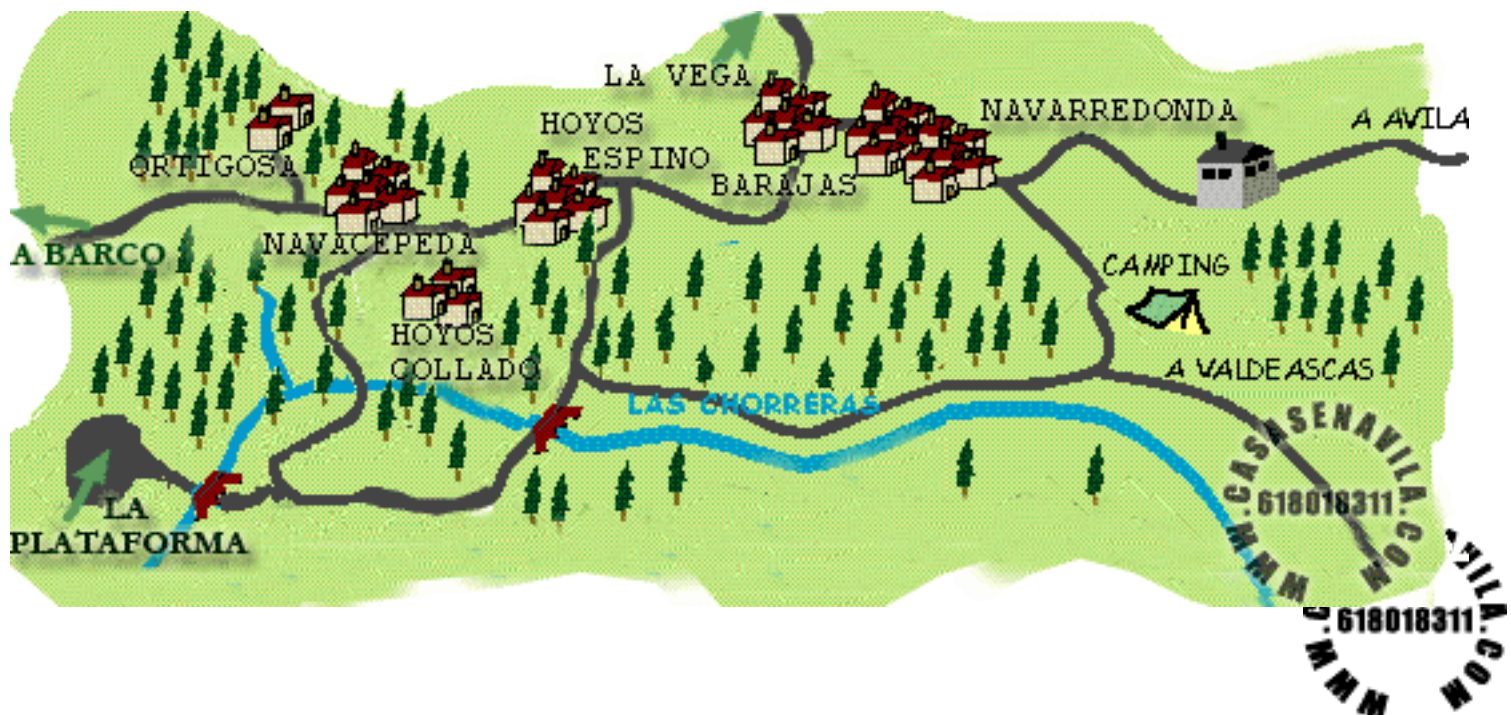 LA VEGA
HOYOS
ESPINO
NAVARREDONDA
A AVILA
ORTIGOSA
BARAJAS
NAVACEPEDA
A BARCO
CAMPING
HOYOS
COLLADO
A VALDEASCAS
LAS CHORRERAS
LA
PLATAFORMA
WWW.CASASENAVILA.COM
618018311
618018311
WWW.
VILA.COM